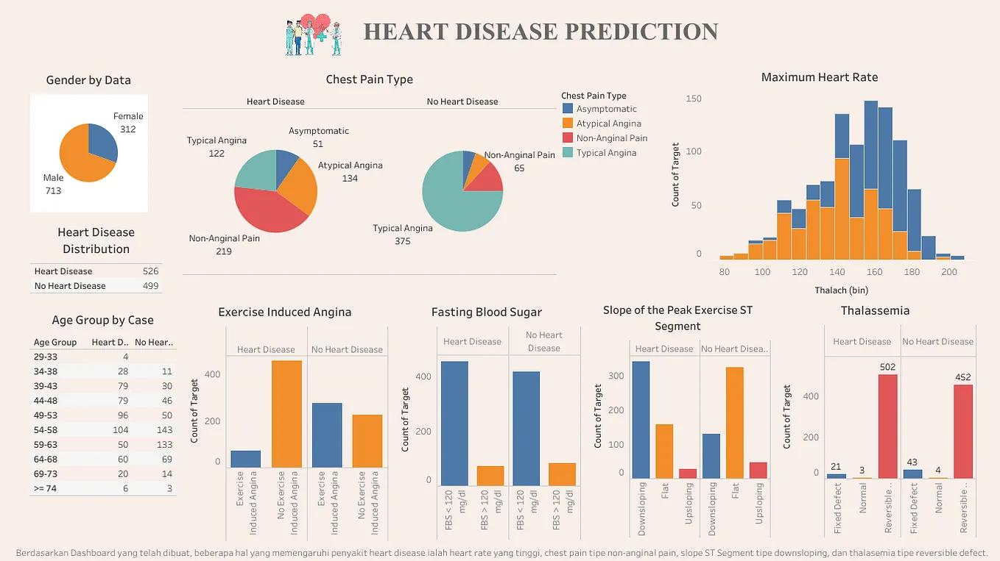 HEART DISEASE PREDICTION
Gender by Data
Female
312
Male
713
Heart Disease
Distribution
Heart Disease 526
No Heart Disease 499
Chest Pain Type
Heart Disease No Heart Disease
Asymptomatic
51
Typical Angina
122
Atypical Angina
134
Non-Anginal Pain
219
Non-Anginal Pain
65
Typical Angina
375
Chest Pain Type
Asymptomatic
Atypical Angina
Non-Anginal Pain
Typical Angina
Maximum Heart Rate
Count of Target
150
100
50
0
80 100 120 140 160 180 200
Thalach (bin)
Age Group by Case
Age Group Heart D.. No Hear..
29-33 4
34-38 28 11
39-43 79 30
44-48 79 46
49-53 96 50
54-58 104 143
59-63 50 133
64-68 60 69
69-73 20 14
>= 74 6 3
Exercise Induced Angina
Heart Disease No Heart Disease
Count of Target
400
200
0
Exercise
Induced Angina
No Exercise
Induced Angina
Exercise
Induced Angina
No Exercise
Induced Angina
Fasting Blood Sugar
Heart Disease
No Heart
Disease
Count of Target
400
200
0
FBS < 120
mg/dl
FBS > 120
mg/dl
FBS < 120
mg/dl
FBS > 120
mg/dl
Slope of the Peak Exercise ST
Segment
Heart Disease No Heart Disea..
Count of Target
300
200
100
0
Downsloping
Flat
Upsloping
Downsloping
Flat
Upsloping
Thalassemia
Heart Disease No Heart Disease
Count of Target
400
200
0
21
3
502
43
4
452
Fixed Defect
Normal
Reversible ..
Fixed Defect
Normal
Reversible ..
Berdasarkan Dashboard yang telah dibuat, beberapa hal yang memengaruhi penyakit heart disease ialah heart rate yang tinggi, chest pain tipe non-anginal pain, slope ST Segment tipe downsloping, dan thalasemia tipe reversible defect.